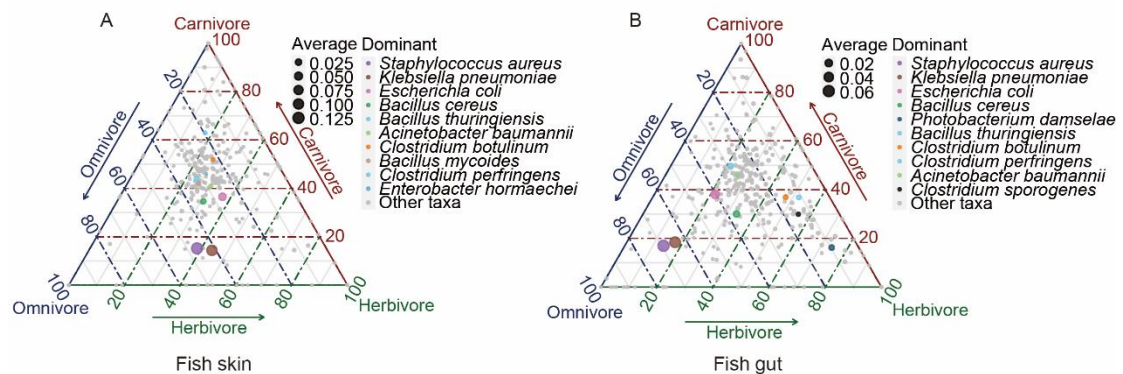 A
Carnivore
100
80
60
40
20
20
40
60
80
100
20
40
60
80
100
Omnivore
Carnivore
Omnivore
Herbivore
Herbivore
Average
0.025
0.050
0.075
0.100
0.125
Dominant
Staphylococcus aureus
Klebsiella pneumoniae
Escherichia coli
Bacillus cereus
Bacillus thuringiensis
Acinetobacter baumannii
Clostridium botulinum
Bacillus mycoides
Clostridium perfringens
Enterobacter hormaechei
Other taxa
Fish skin
B
Carnivore
100
80
60
40
20
20
40
60
80
100
20
40
60
80
100
Omnivore
Carnivore
Omnivore
Herbivore
Herbivore
Average
0.02
0.04
0.06
Dominant
Staphylococcus aureus
Klebsiella pneumoniae
Escherichia coli
Bacillus cereus
Photobacterium damselae
Bacillus thuringiensis
Clostridium botulinum
Clostridium perfringens
Acinetobacter baumannii
Clostridium sporogenes
Other taxa
Fish gut